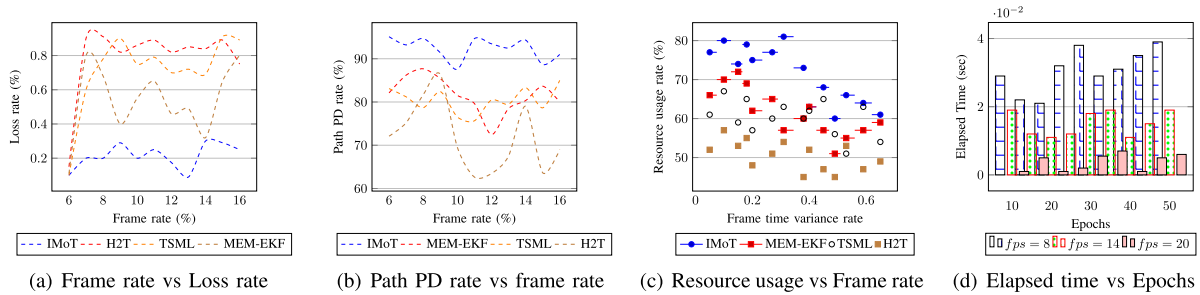 0.8
0.6
0.4
0.2
Loss rate (%)
6 8 10 12 14 16
Frame rate (%)
IMoT H2T TSML MEM-EKF
(a) Frame rate vs Loss rate
100
90
80
70
60
Path PD rate (%)
6 8 10 12 14 16
Frame rate (%)
IMoT MEM-EKF TSML H2T
(b) Path PD rate vs frame rate
80
70
60
50
Resource usage rate (%)
0 0.2 0.4 0.6
Frame time variance rate
IMoT MEM-EKF TSML H2T
(c) Resource usage vs Frame rate
·10⁻²
4
2
0
Elapsed Time (sec)
10 20 30 40 50
Epochs
fps = 8 fps = 14 fps = 20
(d) Elapsed time vs Epochs